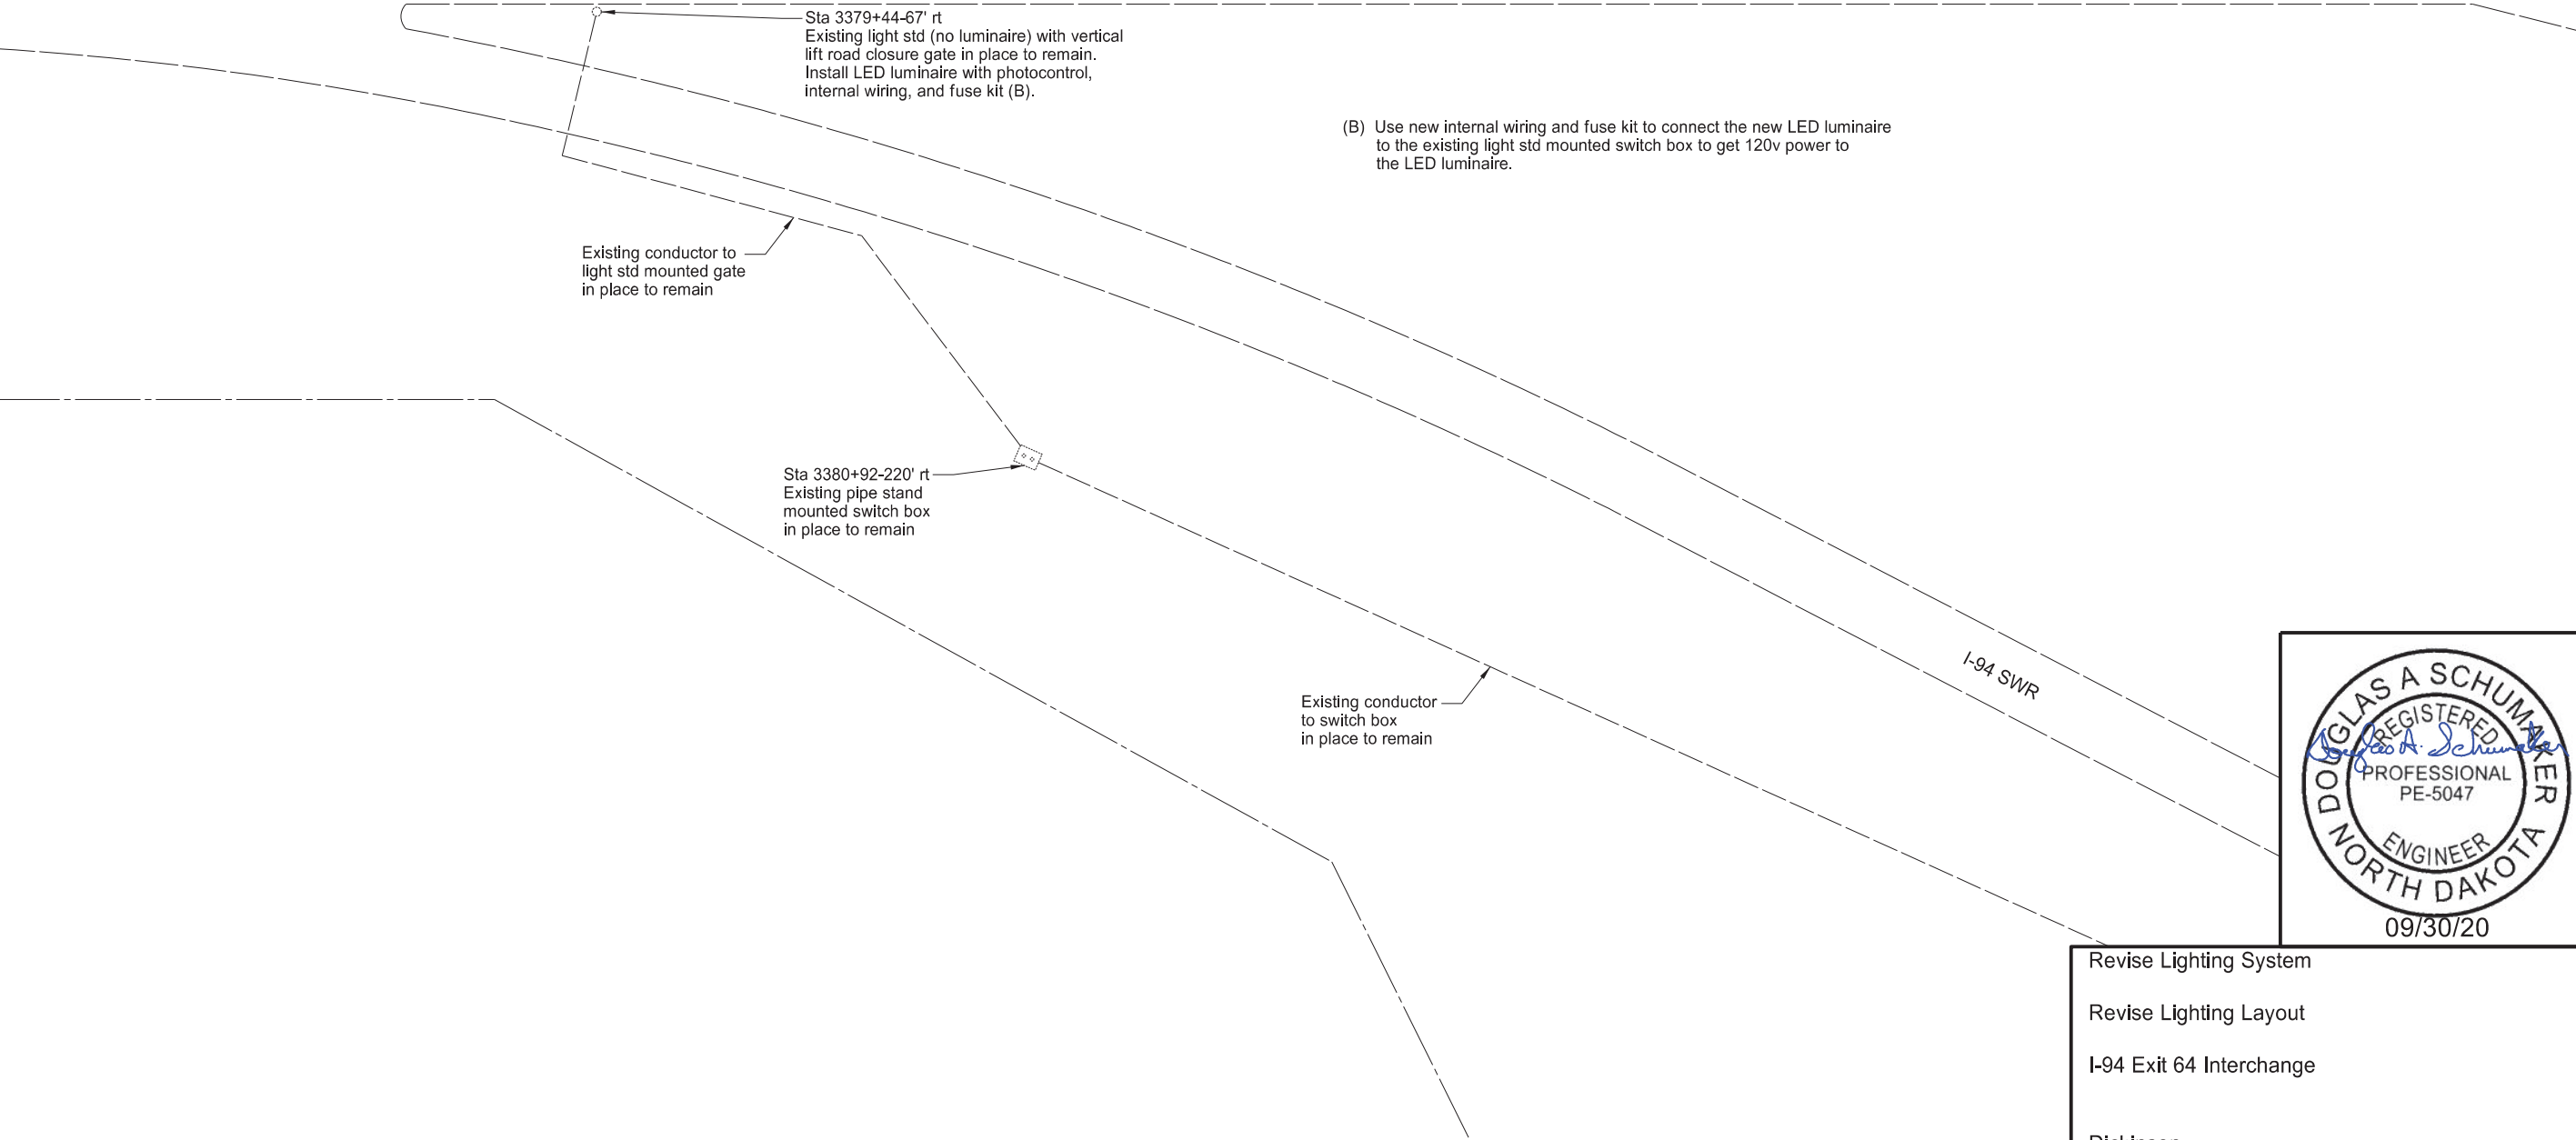 Sta 3379+44-67' rt
Existing light std (no luminaire) with vertical
lift road closure gate in place to remain.
Install LED luminaire with photocontrol,
internal wiring, and fuse kit (B).
(B) Use new internal wiring and fuse kit to connect the new LED luminaire
to the existing light std mounted switch box to get 120v power to
the LED luminaire.
Existing conductor to
light std mounted gate
in place to remain
Sta 3380+92-220' rt
Existing pipe stand
mounted switch box
in place to remain
Existing conductor
to switch box
in place to remain
I-94 SWR
DOUGLAS A SCHUMAKER
REGISTERED
Douglas A. Schumaker
PROFESSIONAL
PE-5047
ENGINEER
NORTH DAKOTA
09/30/20
Revise Lighting System
Revise Lighting Layout
I-94 Exit 64 Interchange